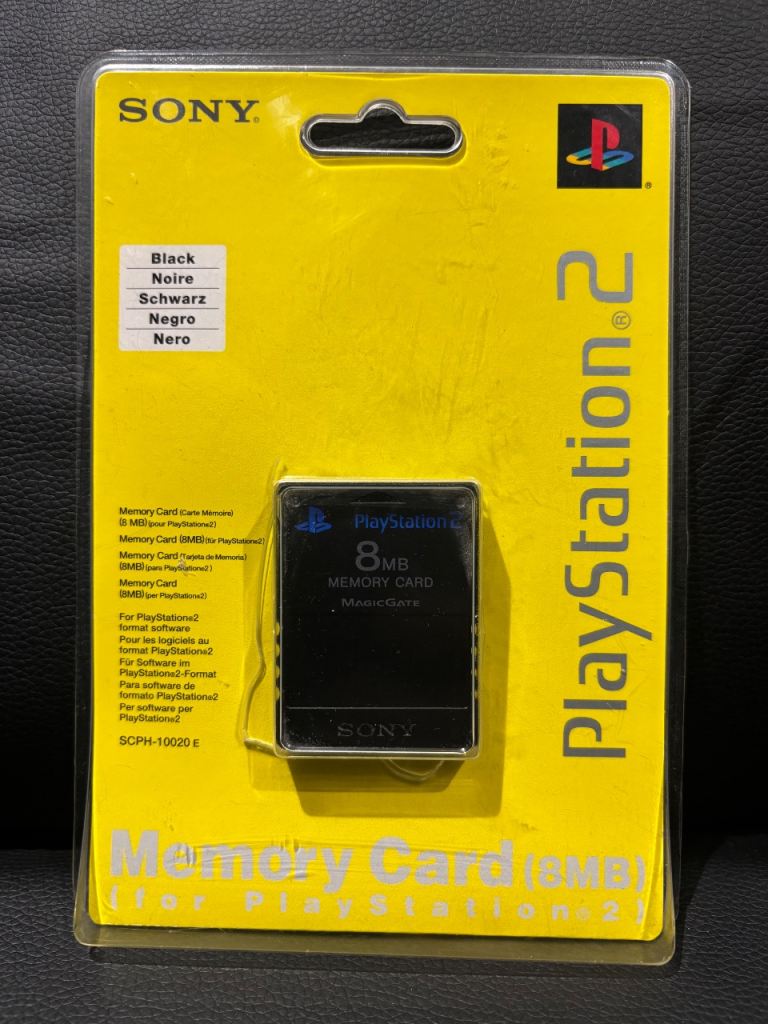 SONY®
®
Black
Noire
Schwarz
Negro
Nero
PlayStation®2
Memory Card (Carte Mémoire)
(8 MB) (pour PlayStation®2)
Memory Card (8MB) (für PlayStation®2)
Memory Card (Tarjeta de Memoria)
(8MB) (para PlayStation®2)
Memory Card
(8MB) (per PlayStation®2)
For PlayStation®2
format software
Pour les logiciels au
format PlayStation®2
Für Software im
PlayStation®2-Format
Para software de
formato PlayStation®2
Per software per
PlayStation®2
SCPH-10020 E
PlayStation 2
8MB
MEMORY CARD
MAGICGATE
SONY
Memory Card (8MB)
(for PlayStation®2)